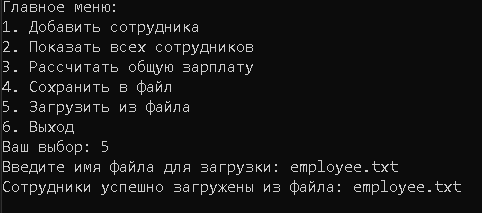 Главное меню:
1. Добавить сотрудника
2. Показать всех сотрудников
3. Рассчитать общую зарплату
4. Сохранить в файл
5. Загрузить из файла
6. Выход
Ваш выбор: 5
Введите имя файла для загрузки: employee.txt
Сотрудники успешно загружены из файла: employee.txt